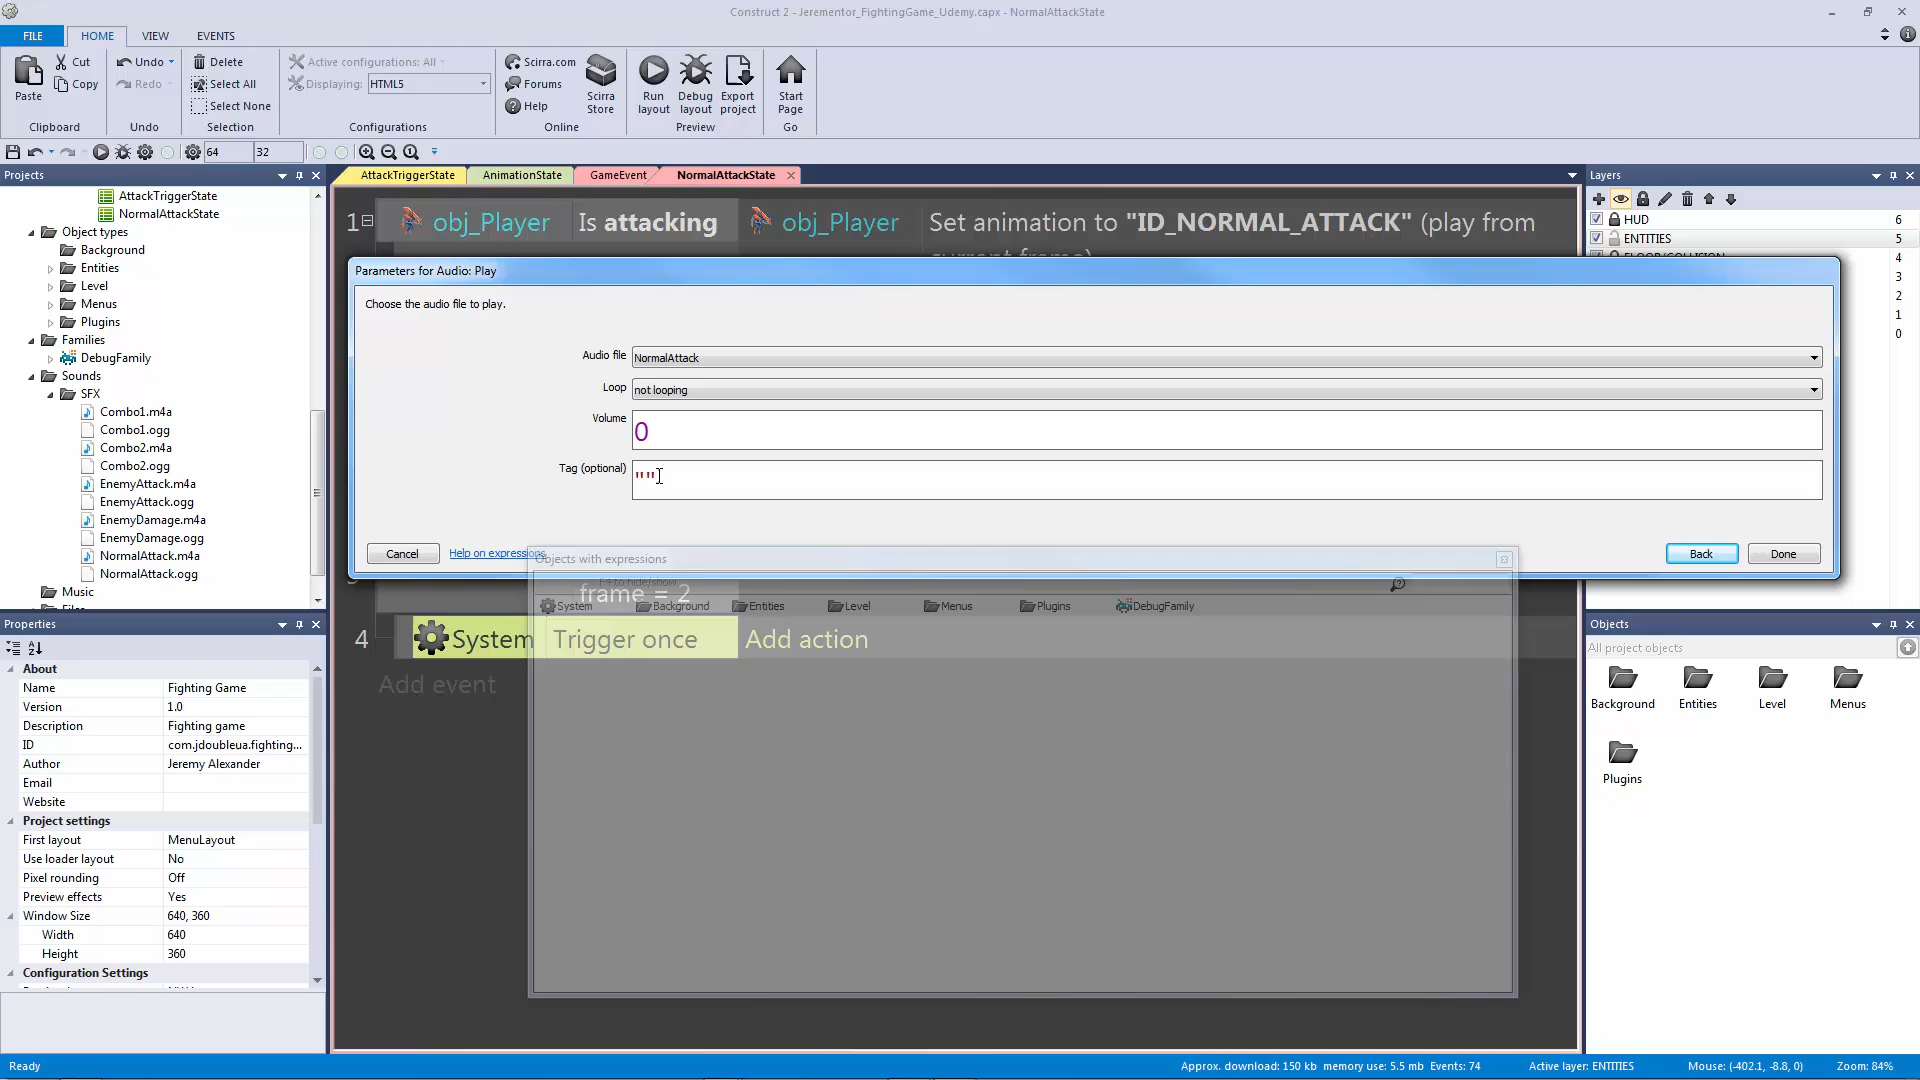 Construct 2 - Jerementor_FightingGame_Udemy.capx - NormalAttackState
FILE HOME VIEW EVENTS
Paste
Cut
Copy
Clipboard
Undo
Redo
Undo
Delete
Select All
Select None
Selection
Active configurations: All
Displaying: HTML5
Configurations
Scirra.com
Forums
Help
Scirra Store
Online
Run layout
Debug layout
Export project
Preview
Start Page
Go
64 32
Projects
AttackTriggerState
NormalAttackState
Object types
Background
Entities
Level
Menus
Plugins
Families
DebugFamily
Sounds
SFX
Combo1.m4a
Combo1.ogg
Combo2.m4a
Combo2.ogg
EnemyAttack.m4a
EnemyAttack.ogg
EnemyDamage.m4a
EnemyDamage.ogg
NormalAttack.m4a
NormalAttack.ogg
Music
Properties
About
Name Fighting Game
Version 1.0
Description Fighting game
ID com.jdoubleua.fighting...
Author Jeremy Alexander
Email
Website
Project settings
First layout MenuLayout
Use loader layout No
Pixel rounding Off
Preview effects Yes
Window Size 640, 360
Width 640
Height 360
Configuration Settings
AttackTriggerState AnimationState GameEvent NormalAttackState
1 obj_Player Is attacking obj_Player Set animation to "ID_NORMAL_ATTACK" (play from
current frame)
Parameters for Audio: Play
Choose the audio file to play.
Audio file NormalAttack
Loop not looping
Volume 0
Tag (optional) ""
Cancel Help on expressions Back Done
Objects with expressions
F4 to hide/show
frame = 2
System Background Entities Level Menus Plugins DebugFamily
4 System Trigger once Add action
Add event
Layers
HUD 6
ENTITIES 5
FLOOR/COLLISION 4
3
2
1
0
Objects
All project objects
Background Entities Level Menus
Plugins
Ready Approx. download: 150 kb memory use: 5.5 mb Events: 74 Active layer: ENTITIES Mouse: (-402.1, -8.8, 0) Zoom: 84%